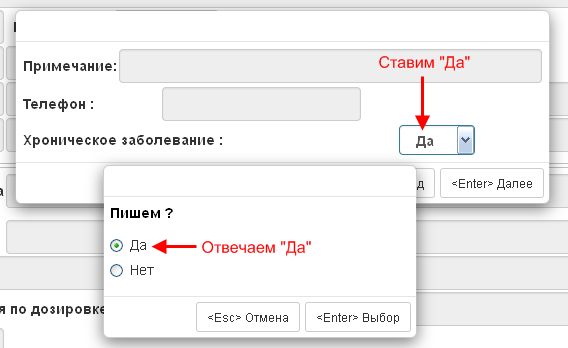 Примечание:
Ставим "Да"
Телефон :
Хроническое заболевание :
Да
д
<Enter> Далее
Пишем ?
Да
Отвечаем "Да"
Нет
я по дозировке
<Esc> Отмена
<Enter> Выбор